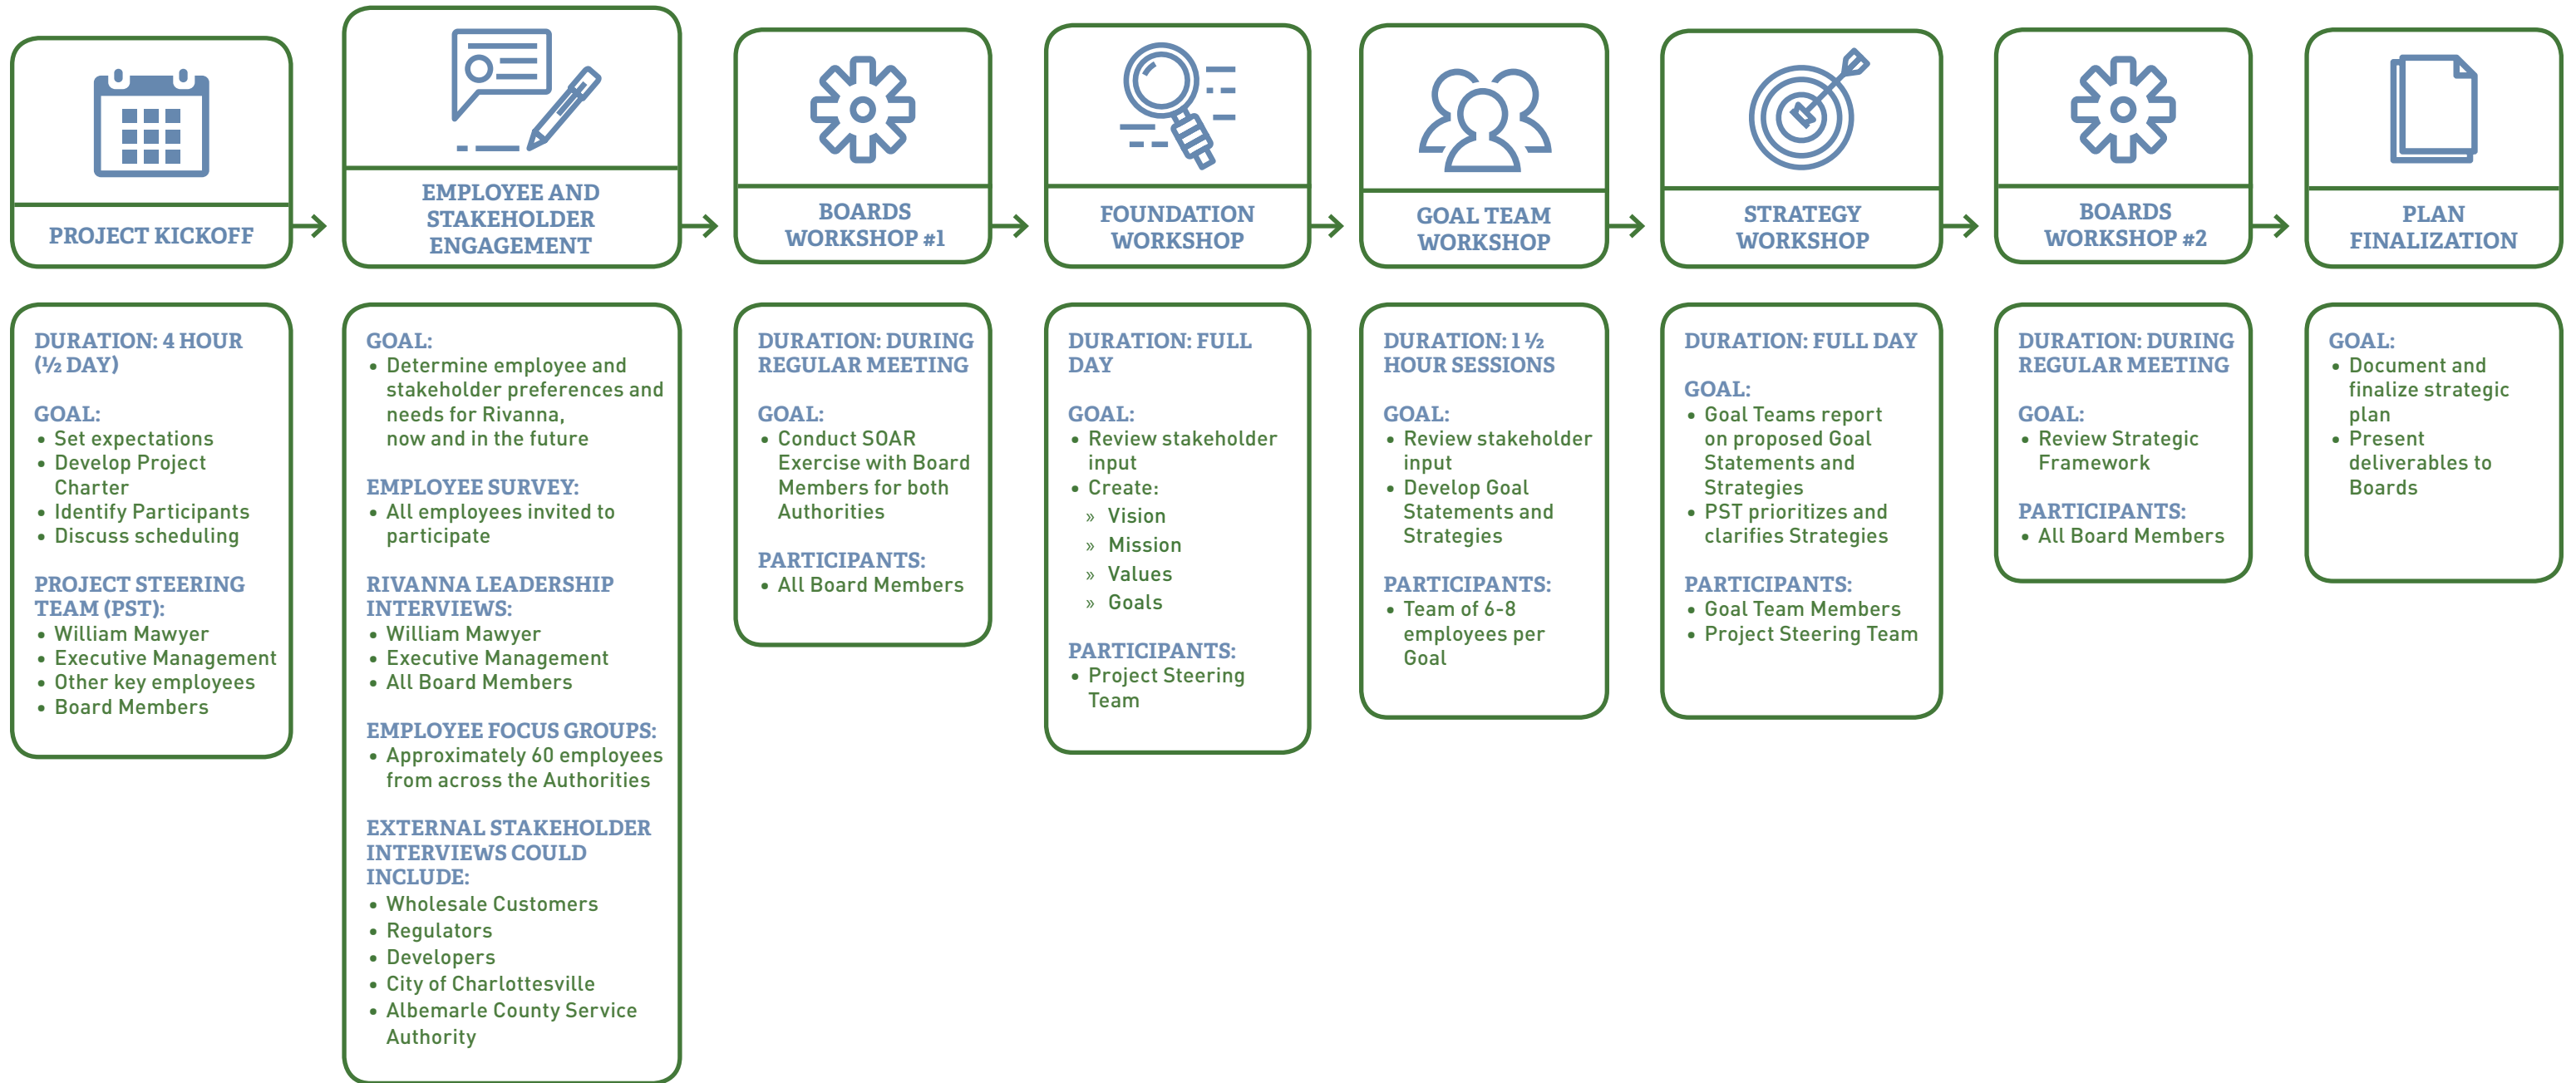 PROJECT KICKOFF
EMPLOYEE AND
STAKEHOLDER
ENGAGEMENT
BOARDS
WORKSHOP #1
FOUNDATION
WORKSHOP
GOAL TEAM
WORKSHOP
STRATEGY
WORKSHOP
BOARDS
WORKSHOP #2
PLAN
FINALIZATION
DURATION: 4 HOUR
(½ DAY)
GOAL:
• Set expectations
• Develop Project
Charter
• Identify Participants
• Discuss scheduling
PROJECT STEERING
TEAM (PST):
• William Mawyer
• Executive Management
• Other key employees
• Board Members
GOAL:
• Determine employee and
stakeholder preferences and
needs for Rivanna,
now and in the future
EMPLOYEE SURVEY:
• All employees invited to
participate
RIVANNA LEADERSHIP
INTERVIEWS:
• William Mawyer
• Executive Management
• All Board Members
EMPLOYEE FOCUS GROUPS:
• Approximately 60 employees
from across the Authorities
EXTERNAL STAKEHOLDER
INTERVIEWS COULD
INCLUDE:
• Wholesale Customers
• Regulators
• Developers
• City of Charlottesville
• Albemarle County Service
Authority
DURATION: DURING
REGULAR MEETING
GOAL:
• Conduct SOAR
Exercise with Board
Members for both
Authorities
PARTICIPANTS:
• All Board Members
DURATION: FULL
DAY
GOAL:
• Review stakeholder
input
• Create:
» Vision
» Mission
» Values
» Goals
PARTICIPANTS:
• Project Steering
Team
DURATION: 1 ½
HOUR SESSIONS
GOAL:
• Review stakeholder
input
• Develop Goal
Statements and
Strategies
PARTICIPANTS:
• Team of 6-8
employees per
Goal
DURATION: FULL DAY
GOAL:
• Goal Teams report
on proposed Goal
Statements and
Strategies
• PST prioritizes and
clarifies Strategies
PARTICIPANTS:
• Goal Team Members
• Project Steering Team
DURATION: DURING
REGULAR MEETING
GOAL:
• Review Strategic
Framework
PARTICIPANTS:
• All Board Members
GOAL:
• Document and
finalize strategic
plan
• Present
deliverables to
Boards